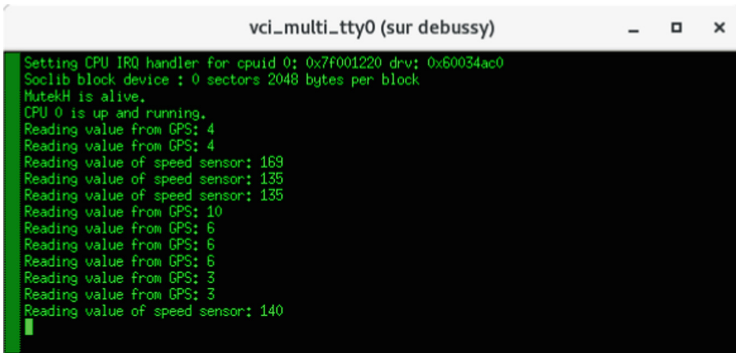 vci_multi_tty0 (sur debussy)
Setting CPU IRQ handler for cpuid 0: 0x7f001220 drv: 0x60034ac0
Soclib block device : 0 sectors 2048 bytes per block
MutekH is alive.
CPU 0 is up and running.
Reading value from GPS: 4
Reading value from GPS: 4
Reading value of speed sensor: 169
Reading value of speed sensor: 135
Reading value of speed sensor: 135
Reading value from GPS: 10
Reading value from GPS: 6
Reading value from GPS: 6
Reading value from GPS: 6
Reading value from GPS: 3
Reading value from GPS: 3
Reading value of speed sensor: 140